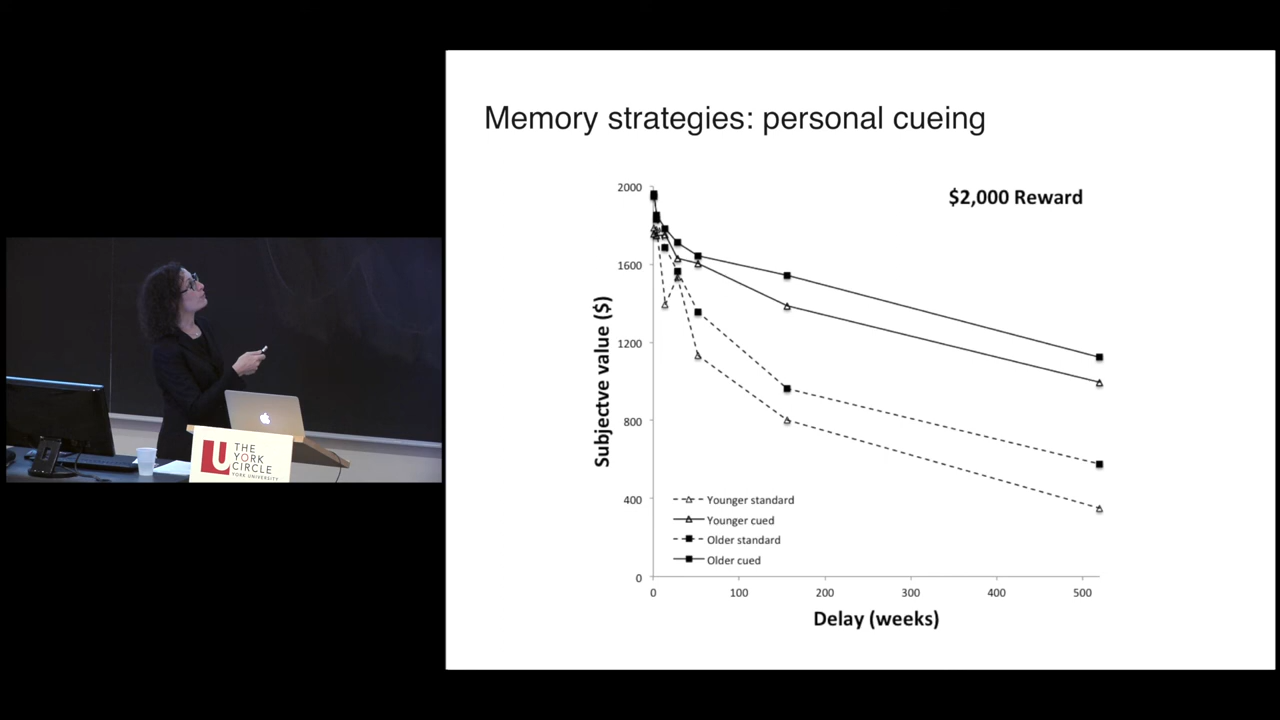 Memory strategies: personal cueing
$2,000 Reward
2000
1600
1200
800
400
0
Subjectve value ($)
Younger standard
Younger cued
Older standard
Older cued
0
100
200
300
400
500
Delay (weeks)
U
THE
YORK
CIRCLE
YORK UNIVERSITY